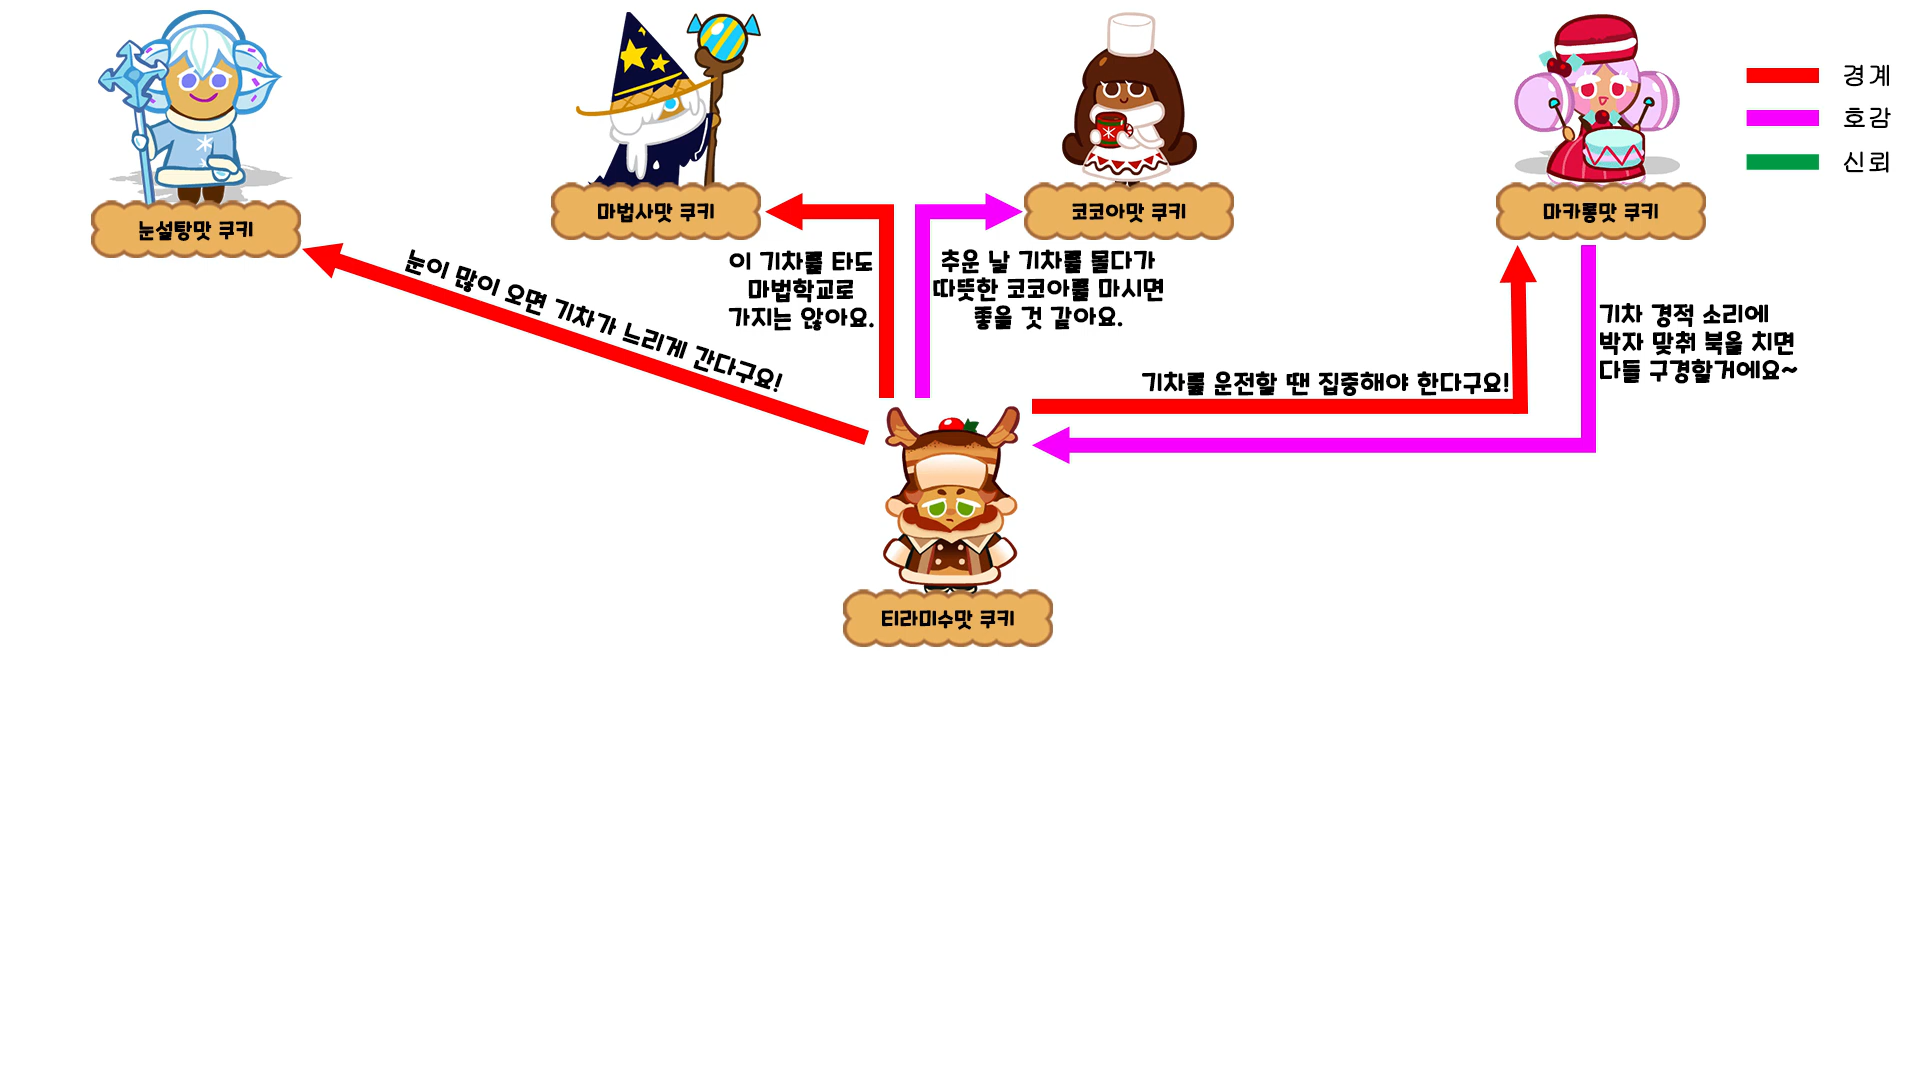 경계
호감
신뢰
눈설탕맛 쿠키
마법사맛 쿠키
코코아맛 쿠키
마카롱맛 쿠키
눈이 많이 오면 기차가 느리게 간다구요!
이 기차를 타도
마법학교로
가지는 않아요.
추운 날 기차를 몰다가
따뜻한 코코아를 마시면
좋을 것 같아요.
기차를 운전할 땐 집중해야 한다구요!
기차 경적 소리에
박자 맞춰 북을 치면
다들 구경할거에요~
티라미수맛 쿠키